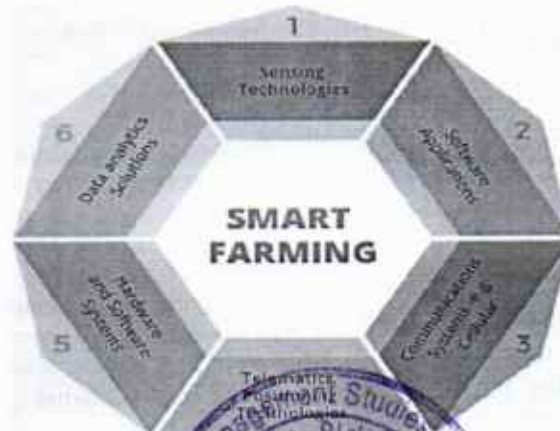 1
Sensing
Technologies
2
Software
Applications
3
Communications
Systems
Cellular
Telematics
Positioning
Technologies
5
Hardware
and Software
Systems
6
Data analytics
Solutions
SMART
FARMING
Studies